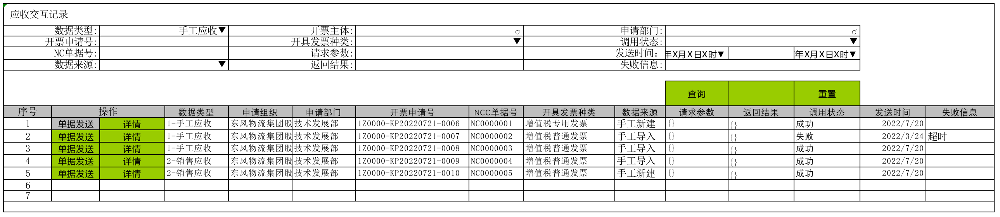 应收交互记录
数据类型: 手工应收▼ 开票主体: 申请部门:
开票申请号: 开具发票种类: ▼ 调用状态: ▼
NC单据号: 请求参数: 发送时间： 年X月X日X时▼ － 年X月X日X时▼
数据来源: ▼ 返回结果: 失败信息:
查询 重置
序号 操作 数据类型 申请组织 申请部门 开票申请号 NCC单据号 开具发票种类 数据来源 请求参数 返回结果 调用状态 发送时间 失败信息
1 单据发送 详情 1-手工应收 东风物流集团股 技术发展部 1Z0000-KP20220721-0006 NC0000001 增值税专用发票 手工新建 {} {} 成功 2022/7/20
2 单据发送 详情 1-手工应收 东风物流集团股 技术发展部 1Z0000-KP20220721-0007 NC0000002 增值税普通发票 手工导入 {} {} 失败 2022/3/24 超时
3 单据发送 详情 1-手工应收 东风物流集团股 技术发展部 1Z0000-KP20220721-0008 NC0000003 增值税普通发票 手工导入 {} {} 成功 2022/7/20
4 单据发送 详情 2-销售应收 东风物流集团股 技术发展部 1Z0000-KP20220721-0009 NC0000004 增值税普通发票 手工导入 {} {} 成功 2022/7/20
5 单据发送 详情 2-销售应收 东风物流集团股 技术发展部 1Z0000-KP20220721-0010 NC0000005 增值税普通发票 手工新建 {} {} 成功 2022/7/20
6
7